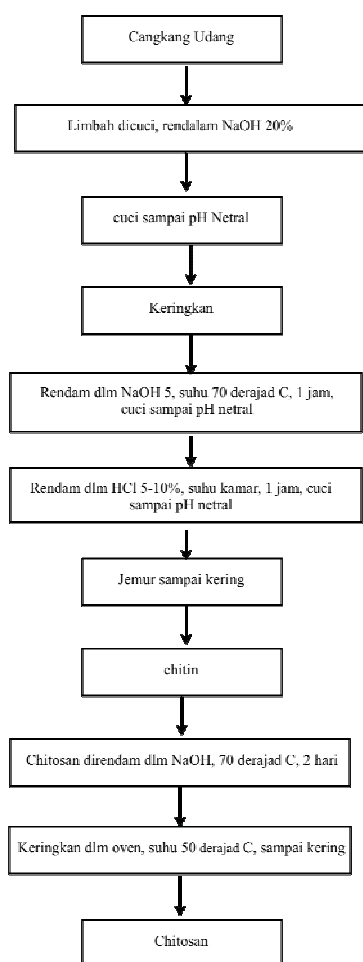 Cangkang Udang
Limbah dicuci, rendalam NaOH 20%
cuci sampai pH Netral
Keringkan
Rendam dlm NaOH 5, suhu 70 derajad C, 1 jam,
cuci sampai pH netral
Rendam dlm HCl 5-10%, suhu kamar, 1 jam, cuci
sampai pH netral
Jemur sampai kering
chitin
Chitosan direndam dlm NaOH, 70 derajad C, 2 hari
Keringkan dlm oven, suhu 50 derajad C, sampai kering
Chitosan